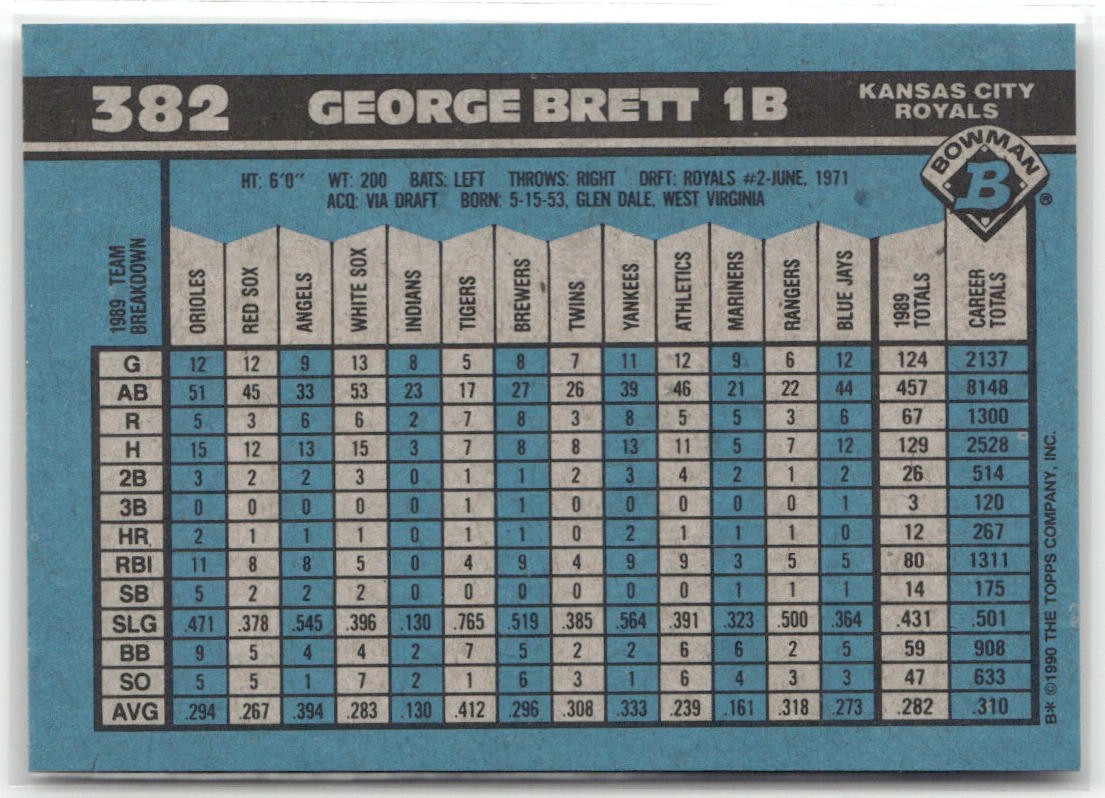 382 GEORGE BRETT 1B KANSAS CITY
ROYALS
BOWMAN
B
®
HT: 6'0" WT: 200 BATS: LEFT THROWS: RIGHT DRFT: ROYALS #2-JUNE, 1971
ACQ: VIA DRAFT BORN: 5-15-53, GLEN DALE, WEST VIRGINIA
1989 TEAM
BREAKDOWN
ORIOLES RED SOX ANGELS WHITE SOX INDIANS TIGERS BREWERS TWINS YANKEES ATHLETICS MARINERS RANGERS BLUE JAYS 1989 TOTALS CAREER TOTALS
G 12 12 9 13 8 5 8 7 11 12 9 6 12 124 2137
AB 51 45 33 53 23 17 27 26 39 46 21 22 44 457 8148
R 5 3 6 6 2 7 8 3 8 5 5 3 6 67 1300
H 15 12 13 15 3 7 8 8 13 11 5 7 12 129 2528
2B 3 2 2 3 0 1 1 2 3 4 2 1 2 26 514
3B 0 0 0 0 0 1 1 0 0 0 0 0 1 3 120
HR 2 1 1 1 0 1 1 0 2 1 1 1 0 12 267
RBI 11 8 8 5 0 4 9 4 9 9 3 5 5 80 1311
SB 5 2 2 2 0 0 0 0 0 0 1 1 1 14 175
SLG .471 .378 .545 .396 .130 .765 .519 .385 .564 .391 .323 .500 .364 .431 .501
BB 9 5 4 4 2 7 5 2 2 6 6 2 5 59 908
SO 5 5 1 7 2 1 6 3 1 6 4 3 3 47 633
AVG .294 .267 .394 .283 .130 .412 .296 .308 .333 .239 .161 .318 .273 .282 .310
B* ©1990 THE TOPPS COMPANY, INC.